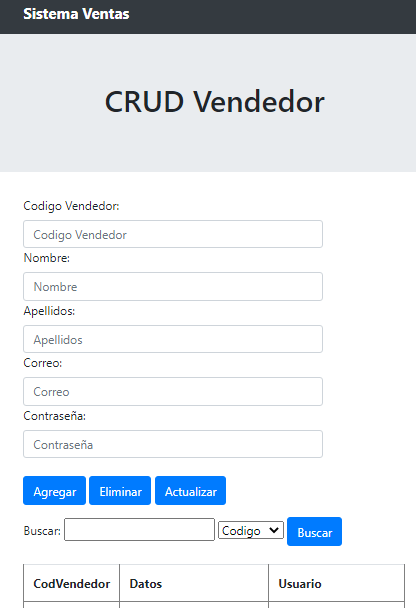 Sistema Ventas
CRUD Vendedor
Codigo Vendedor:
Codigo Vendedor
Nombre:
Nombre
Apellidos:
Apellidos
Correo:
Correo
Contraseña:
Contraseña
Agregar Eliminar Actualizar
Buscar: Codigo Buscar
CodVendedor Datos Usuario